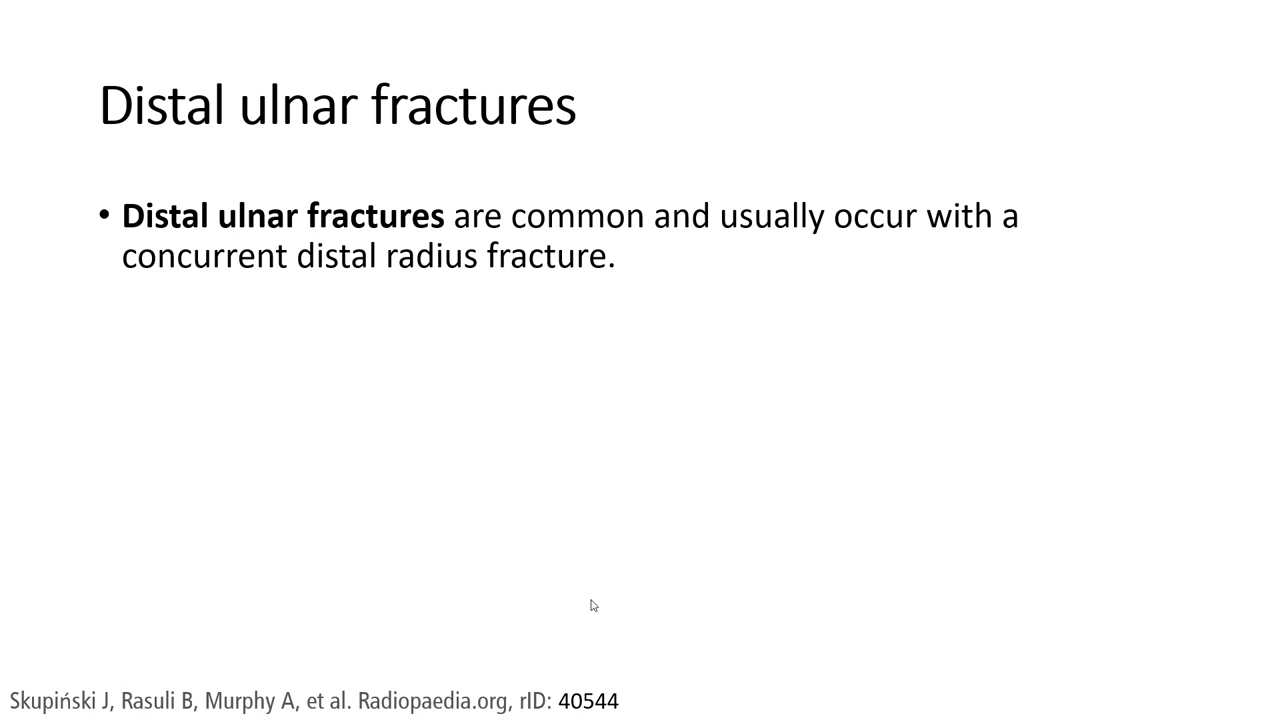 Distal ulnar fractures
• Distal ulnar fractures are common and usually occur with a
concurrent distal radius fracture.
Skupiński J, Rasuli B, Murphy A, et al. Radiopaedia.org, rID: 40544